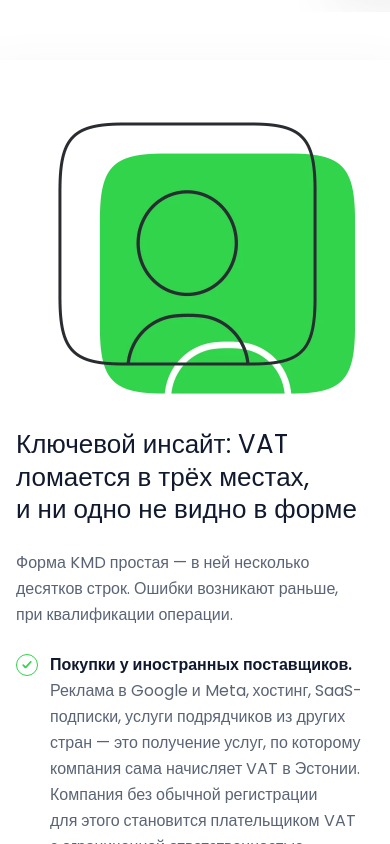 Ключевой инсайт: VAT
ломается в трёх местах,
и ни одно не видно в форме
Форма KMD простая — в ней несколько
десятков строк. Ошибки возникают раньше,
при квалификации операции.
Покупки у иностранных поставщиков.
Реклама в Google и Meta, хостинг, SaaS-
подписки, услуги подрядчиков из других
стран — это получение услуг, по которому
компания сама начисляет VAT в Эстонии.
Компания без обычной регистрации
для этого становится плательщиком VAT